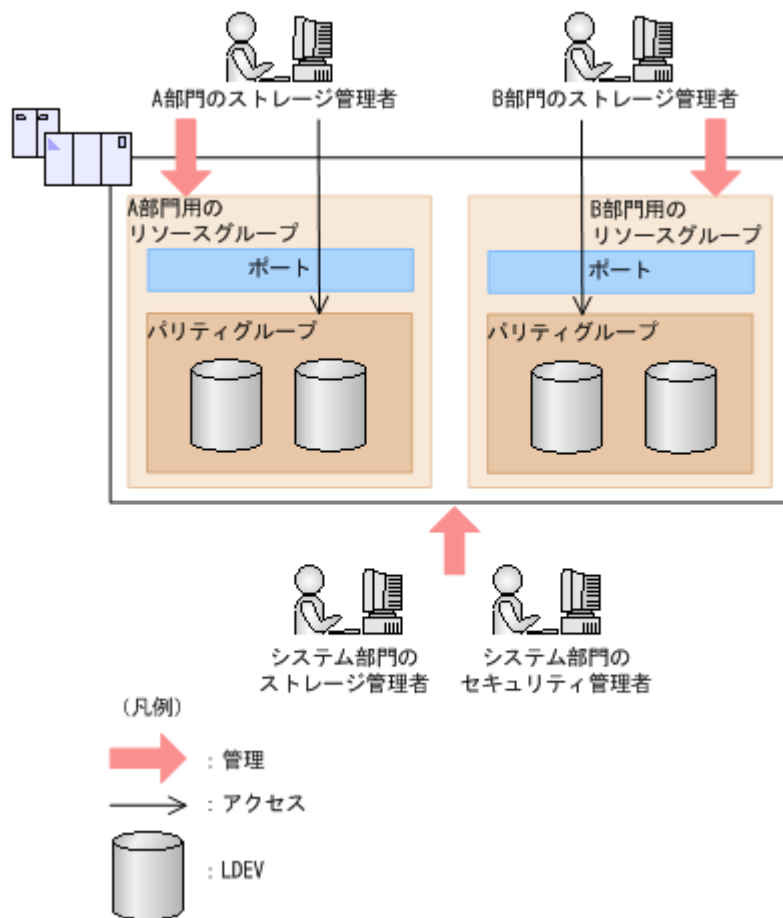 A部門のストレージ管理者
B部門のストレージ管理者
A部門用の
リソースグループ
ポート
パリティグループ
B部門用の
リソースグループ
ポート
パリティグループ
システム部門の
ストレージ管理者
システム部門の
セキュリティ管理者
(凡例)
:管理
:アクセス
:LDEV